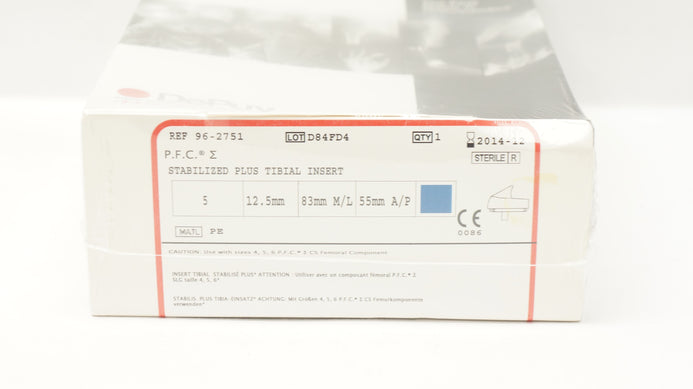 DePuy
REF 96-2751 LOT D84FD4 QTY 1 2014-12
P.F.C.® Σ STERILE R
STABILIZED PLUS TIBIAL INSERT
5 12.5mm 83mm M/L 55mm A/P
CE
0086
MATL PE
CAUTION: Use with sizes 4, 5, 6 P.F.C.® Σ CS Femoral Component
INSERT TIBIAL STABILISÉ PLUS* ATTENTION : Utiliser avec un composant fémoral P.F.C.® Σ
SLG taille 4, 5, 6*
STABILIS. PLUS TIBIA-EINSATZ* ACHTUNG: Mit Größen 4, 5, 6 P.F.C.® Σ CS Femurkomponente
verwenden*